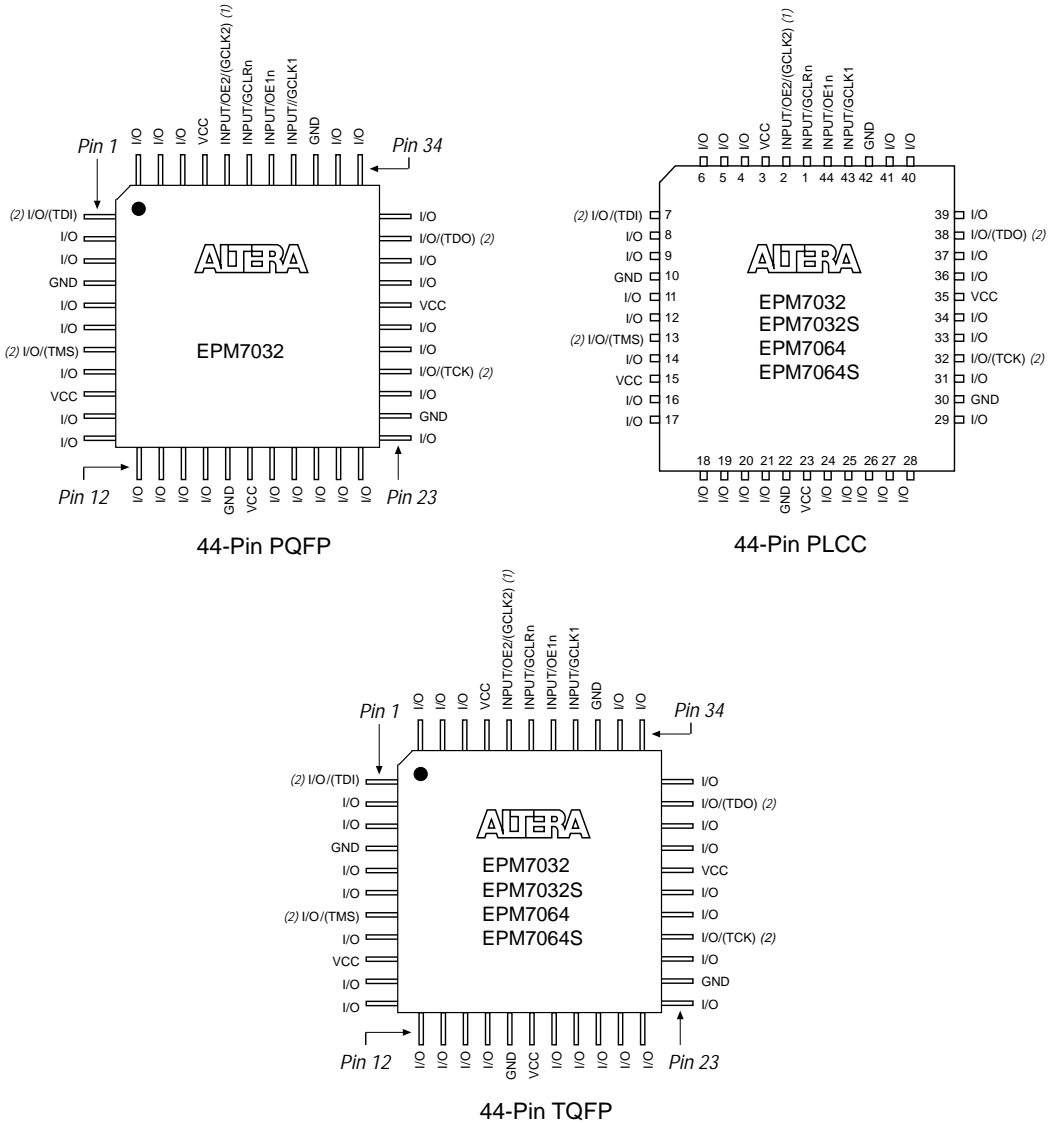 I/O
I/O
I/O
VCC
INPUT/OE2/(GCLK2) (1)
INPUT/GCLRn
INPUT/OE1n
INPUT//GCLK1
GND
I/O
I/O
Pin 1
Pin 34
(2) I/O/(TDI)
I/O
I/O
GND
I/O
I/O
(2) I/O/(TMS)
I/O
VCC
I/O
I/O
ALTERA
EPM7032
I/O
I/O/(TDO) (2)
I/O
I/O
VCC
I/O
I/O
I/O/(TCK) (2)
I/O
GND
I/O
Pin 12
Pin 23
I/O
I/O
I/O
I/O
GND
VCC
I/O
I/O
I/O
I/O
I/O
44-Pin PQFP
I/O
I/O
I/O
VCC
INPUT/OE2/(GCLK2) (1)
INPUT/GCLRn
INPUT/OE1n
INPUT/GCLK1
GND
I/O
I/O
6 5 4 3 2 1 44 43 42 41 40
(2) I/O/(TDI) 7
I/O 8
I/O 9
GND 10
I/O 11
I/O 12
(2) I/O/(TMS) 13
I/O 14
VCC 15
I/O 16
I/O 17
ALTERA
EPM7032
EPM7032S
EPM7064
EPM7064S
39 I/O
38 I/O/(TDO) (2)
37 I/O
36 I/O
35 VCC
34 I/O
33 I/O
32 I/O/(TCK) (2)
31 I/O
30 GND
29 I/O
18 19 20 21 22 23 24 25 26 27 28
I/O
I/O
I/O
I/O
GND
VCC
I/O
I/O
I/O
I/O
I/O
44-Pin PLCC
I/O
I/O
I/O
VCC
INPUT/OE2/(GCLK2) (1)
INPUT/GCLRn
INPUT/OE1n
INPUT/GCLK1
GND
I/O
I/O
Pin 1
Pin 34
(2) I/O/(TDI)
I/O
I/O
GND
I/O
I/O
(2) I/O/(TMS)
I/O
VCC
I/O
I/O
ALTERA
EPM7032
EPM7032S
EPM7064
EPM7064S
I/O
I/O/(TDO) (2)
I/O
I/O
VCC
I/O
I/O
I/O/(TCK) (2)
I/O
GND
I/O
Pin 12
Pin 23
I/O
I/O
I/O
I/O
GND
VCC
I/O
I/O
I/O
I/O
I/O
44-Pin TQFP